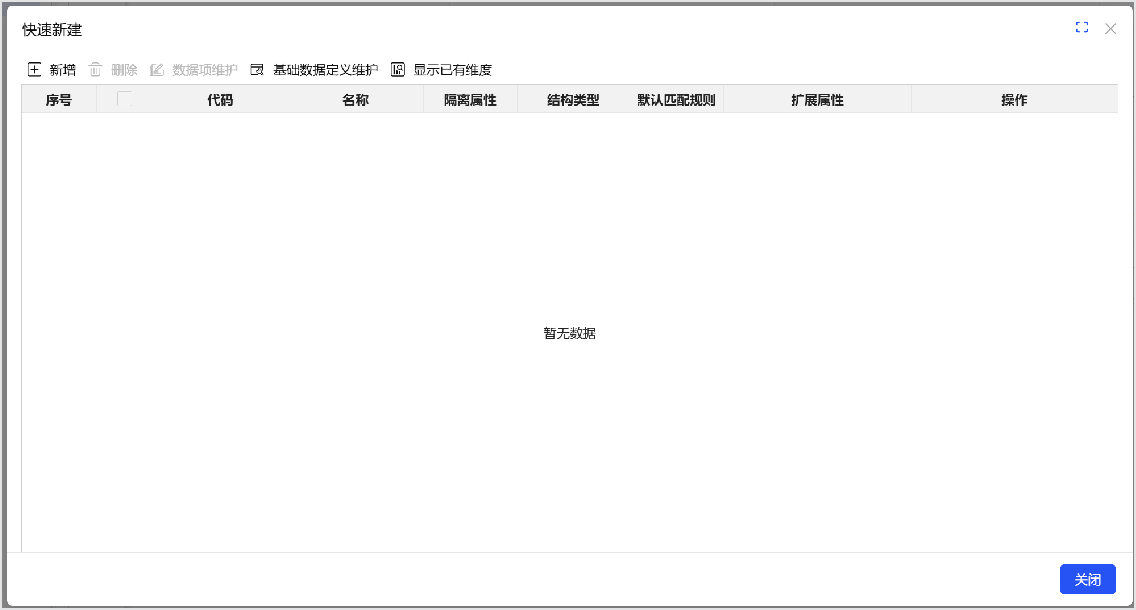 快速新建
新增 删除 数据项维护 基础数据定义维护 显示已有维度
序号 代码 名称 隔离属性 结构类型 默认匹配规则 扩展属性 操作
暂无数据
关闭